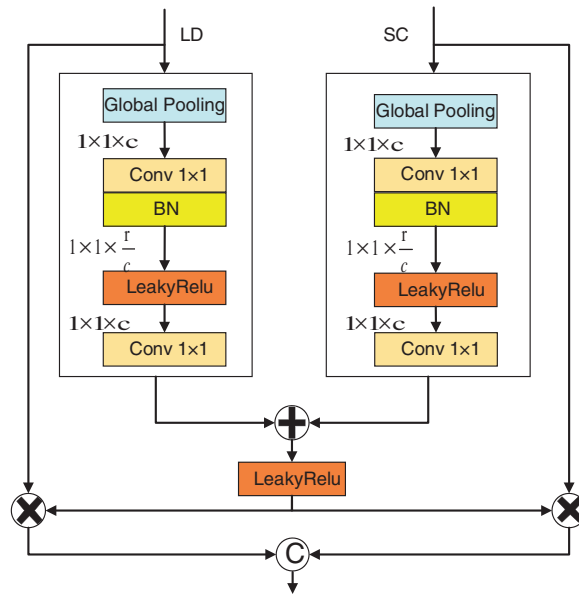 LD
SC
Global Pooling
1×1×c
Conv 1×1
BN
1×1×r/c
LeakyRelu
1×1×c
Conv 1×1
Global Pooling
1×1×c
Conv 1×1
BN
1×1×r/c
LeakyRelu
1×1×c
Conv 1×1
LeakyRelu
C